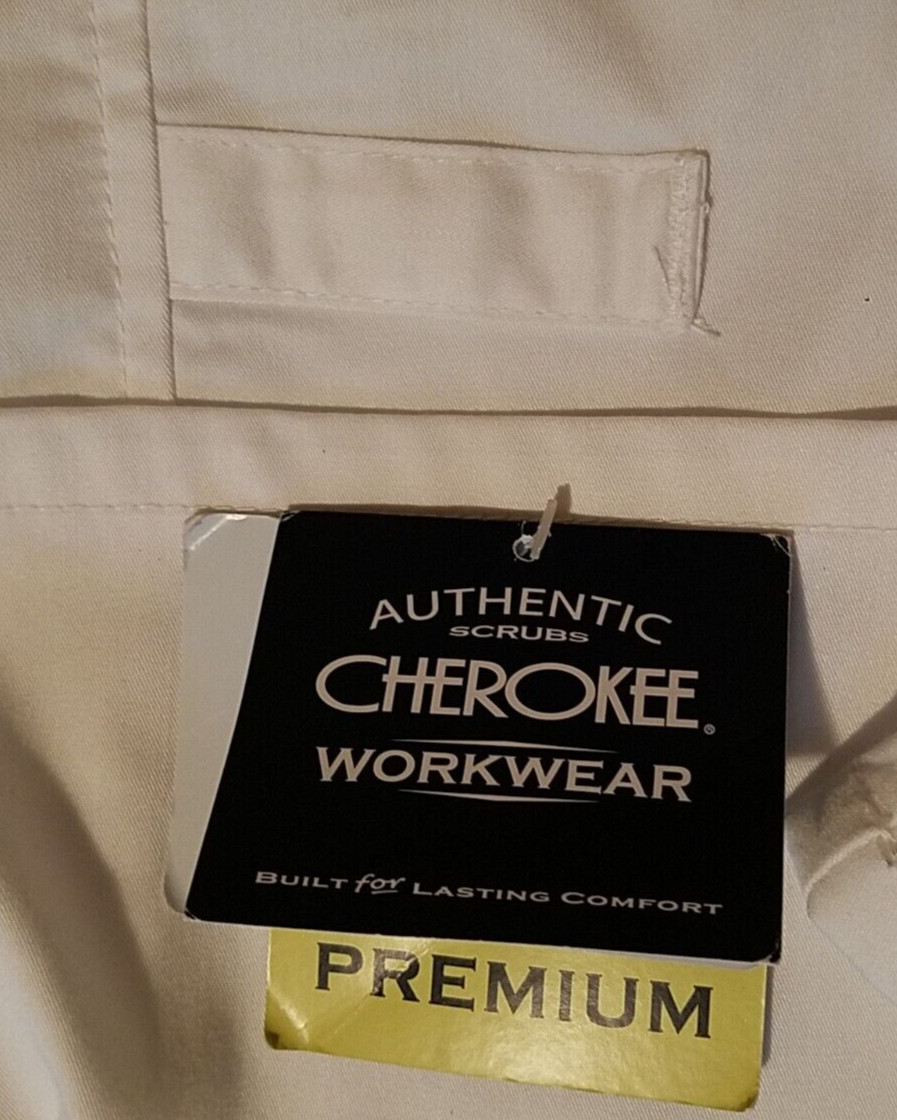 AUTHENTIC
SCRUBS
CHEROKEE®
WORKWEAR
BUILT for LASTING COMFORT
PREMIUM